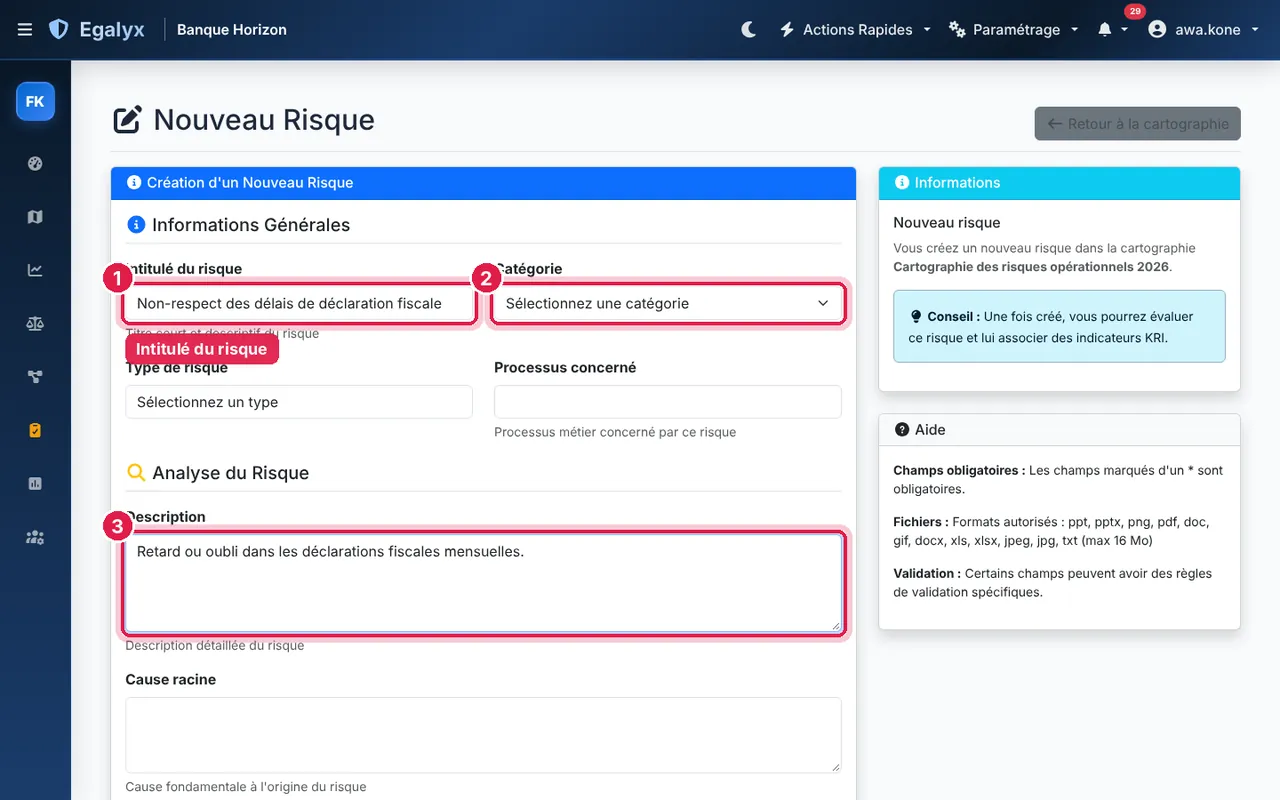 Egalyx
Banque Horizon
Actions Rapides
Paramétrage
29
awa.kone
FK
Nouveau Risque
← Retour à la cartographie
Création d'un Nouveau Risque
Informations Générales
1
Intitulé du risque
Non-respect des délais de déclaration fiscale
Titre court et descriptif du risque
Intitulé du risque
2
Catégorie
Sélectionnez une catégorie
Type de risque
Sélectionnez un type
Processus concerné
Processus métier concerné par ce risque
Analyse du Risque
3
Description
Retard ou oubli dans les déclarations fiscales mensuelles.
Description détaillée du risque
Cause racine
Cause fondamentale à l'origine du risque
Informations
Nouveau risque
Vous créez un nouveau risque dans la cartographie
Cartographie des risques opérationnels 2026.
Conseil : Une fois créé, vous pourrez évaluer
ce risque et lui associer des indicateurs KRI.
Aide
Champs obligatoires : Les champs marqués d'un * sont
obligatoires.
Fichiers : Formats autorisés : ppt, pptx, png, pdf, doc,
gif, docx, xls, xlsx, jpeg, jpg, txt (max 16 Mo)
Validation : Certains champs peuvent avoir des règles
de validation spécifiques.